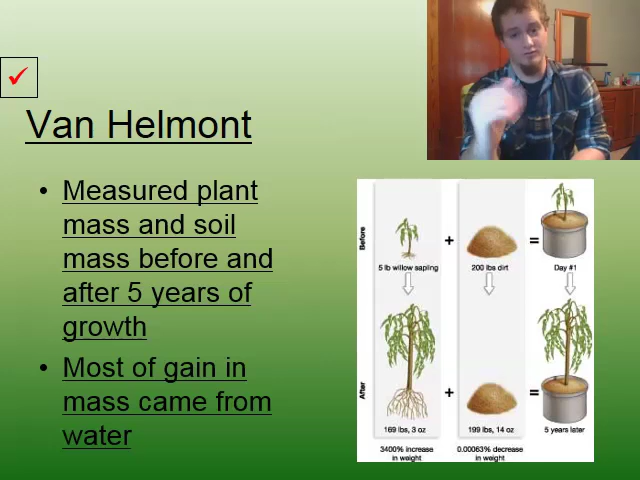 Van Helmont
• Measured plant
mass and soil
mass before and
after 5 years of
growth
• Most of gain in
mass came from
water
Before
+
=
5 lb willow sapling
200 lbs dirt
Day #1
After
+
=
169 lbs, 3 oz
199 lbs, 14 oz
5 years later
3400% increase
in weight
0.00063% decrease
in weight